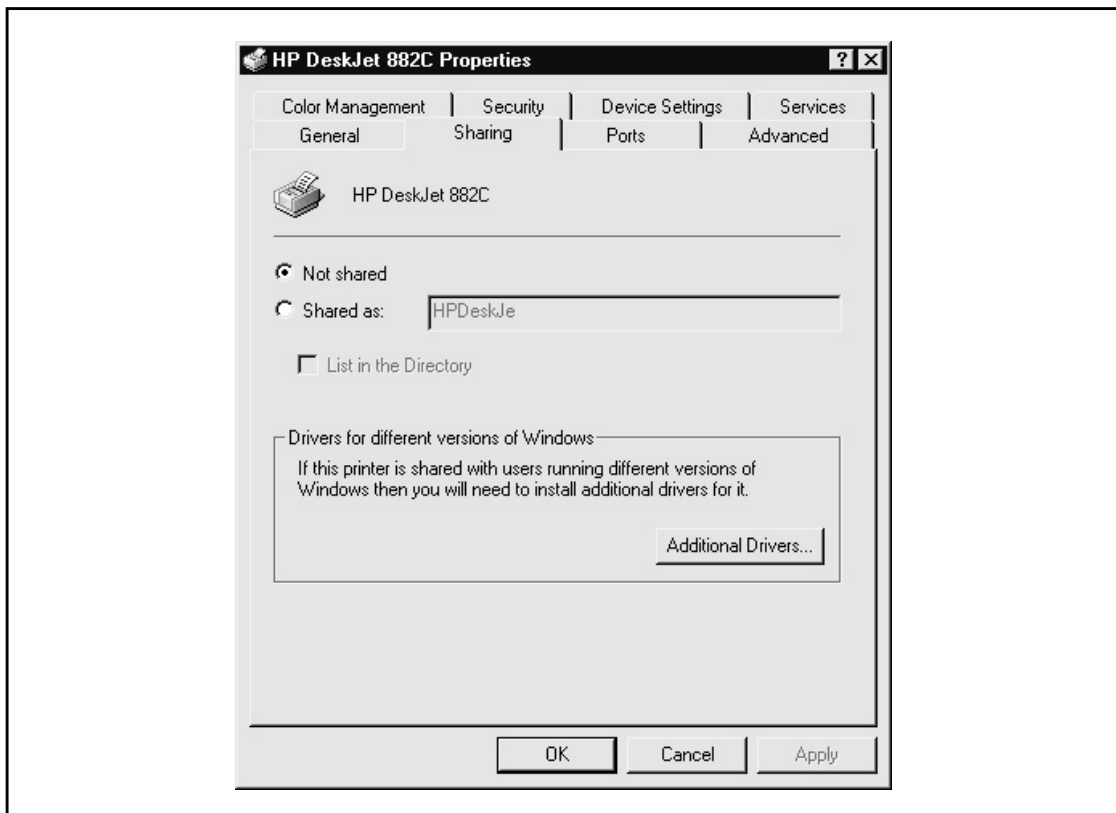 HP DeskJet 882C Properties
Color Management Security Device Settings Services
General Sharing Ports Advanced
HP DeskJet 882C
Not shared
Shared as: HPDeskJe
List in the Directory
Drivers for different versions of Windows
If this printer is shared with users running different versions of
Windows then you will need to install additional drivers for it.
Additional Drivers...
OK Cancel Apply